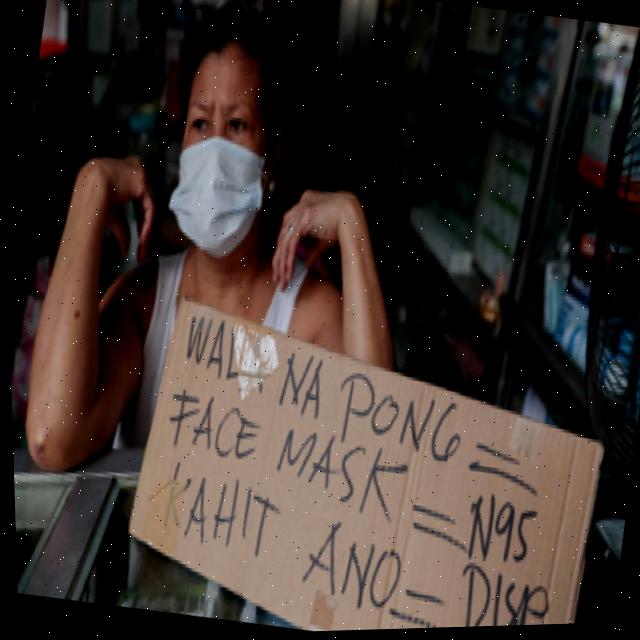 WALA NA PONG =
FACE MASK = N95
KAHIT ANO = DISP